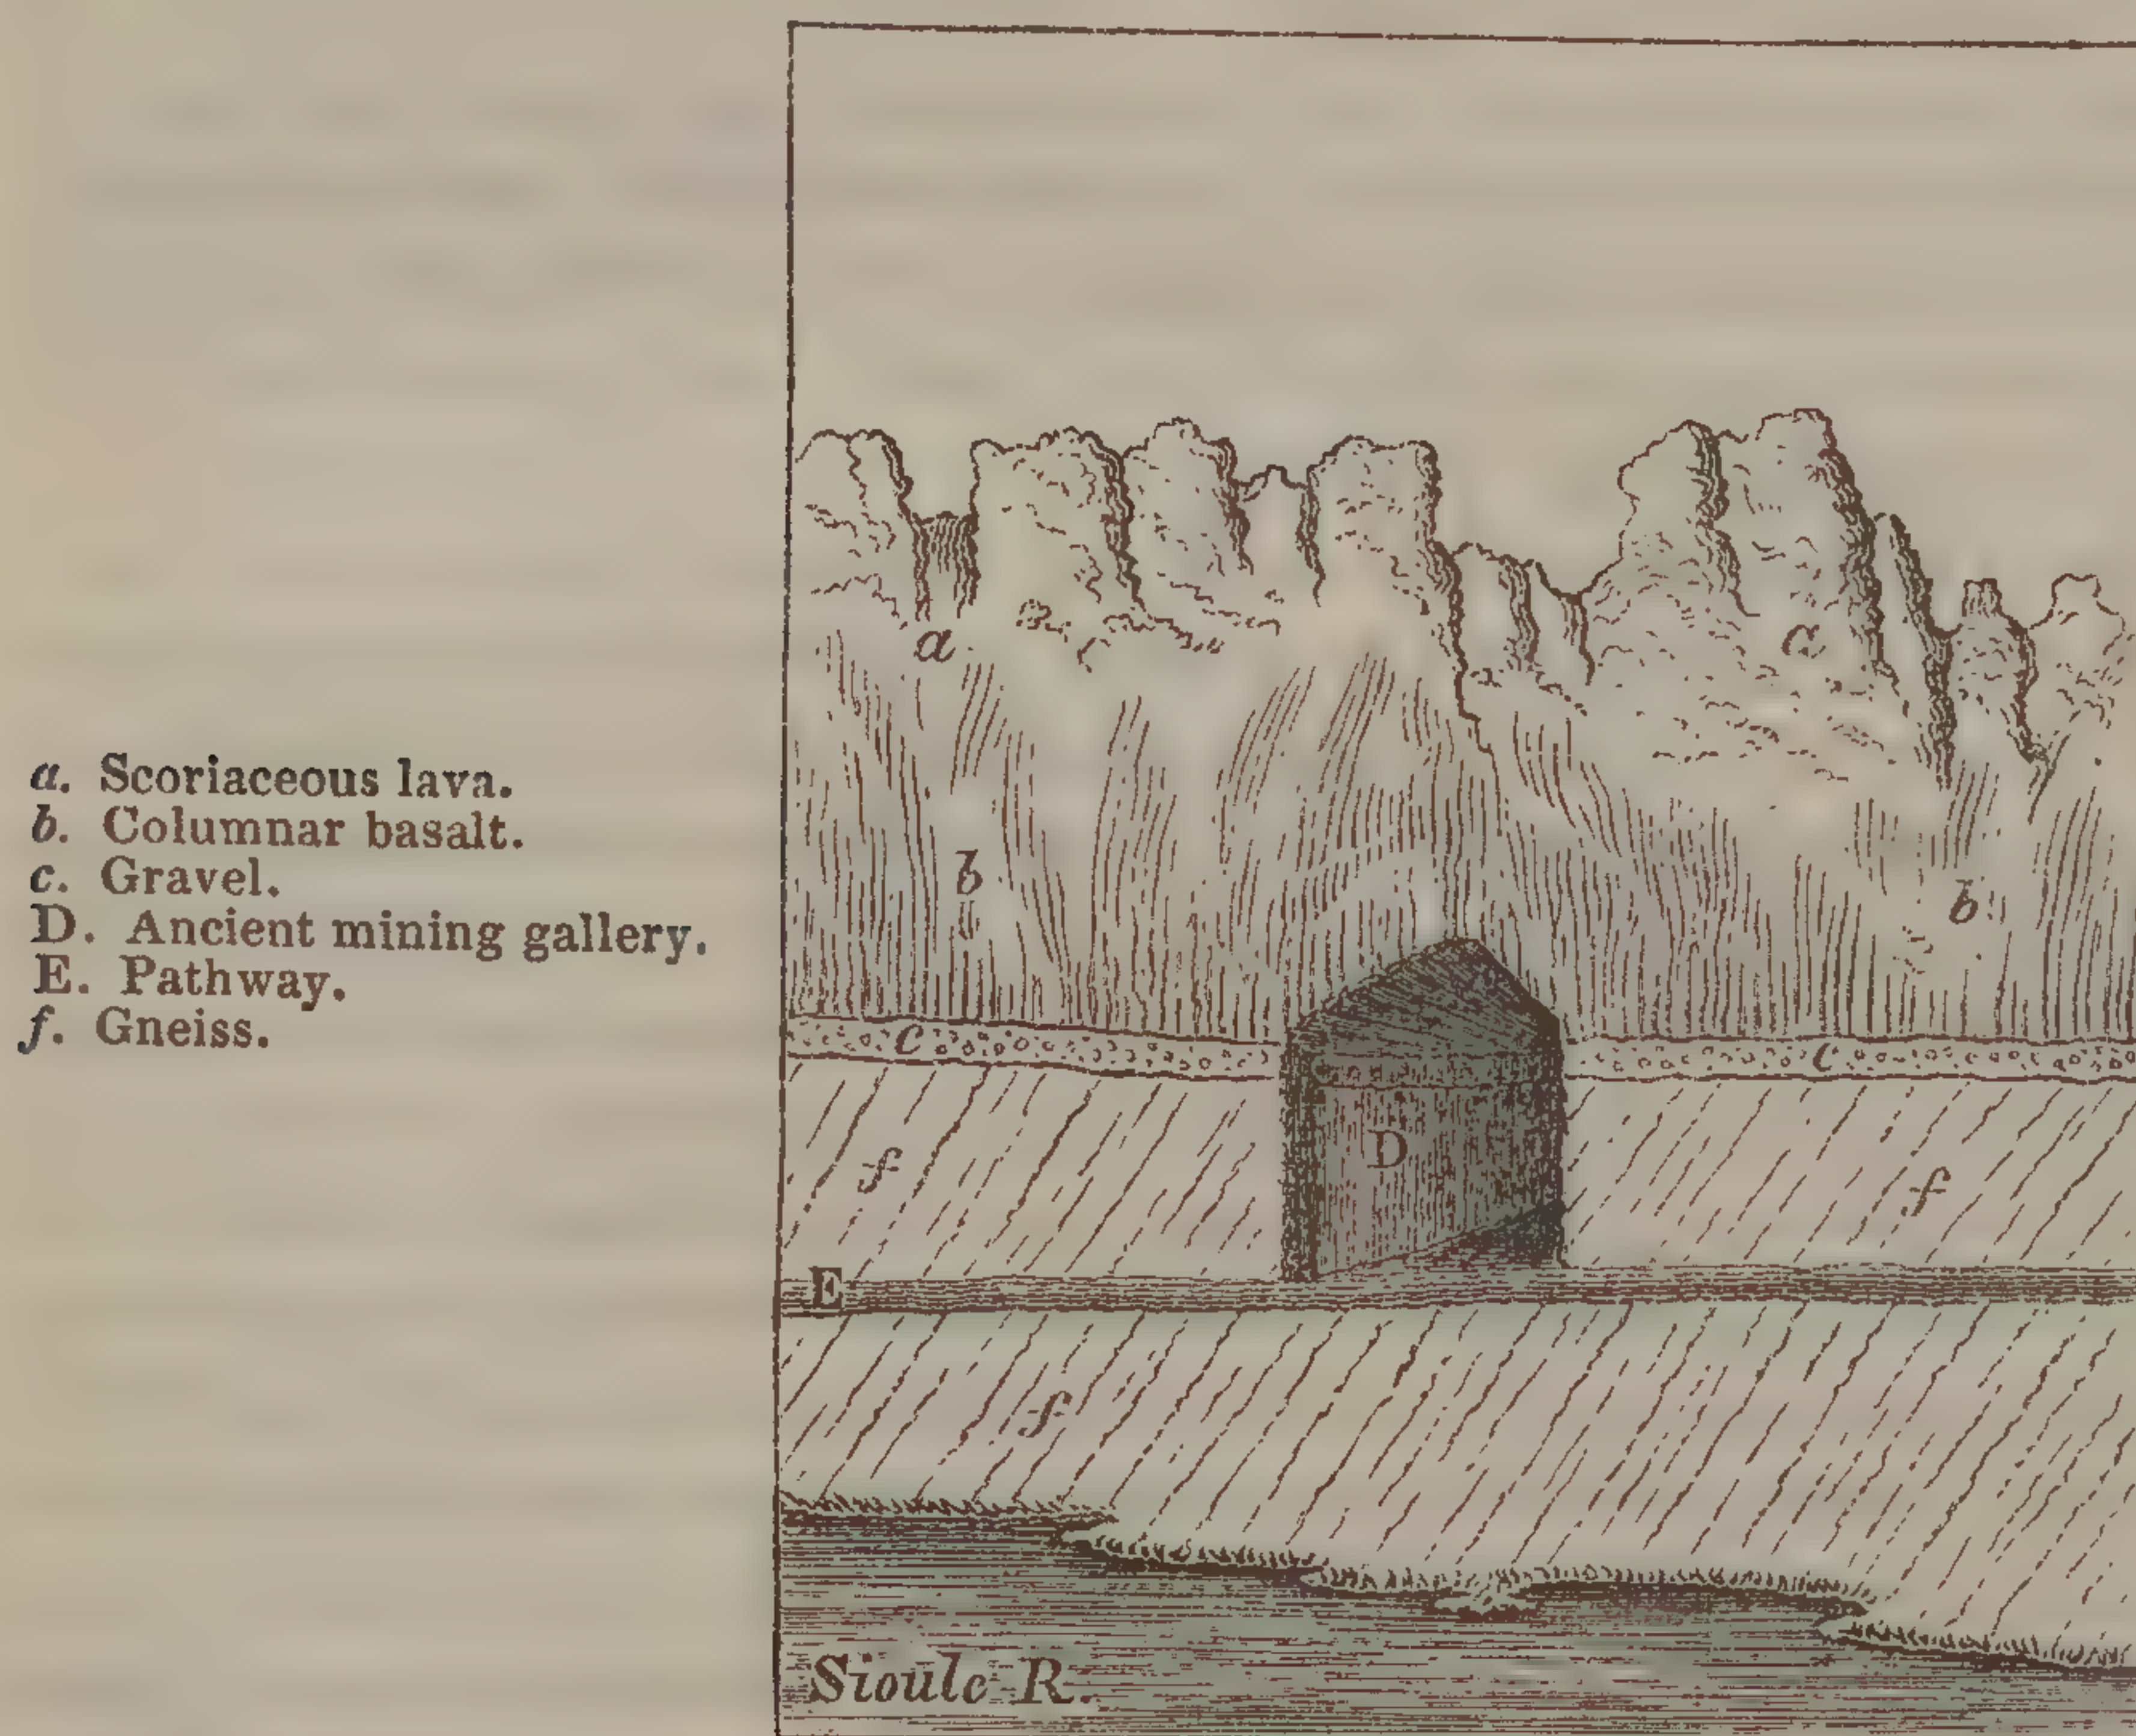 a. Scoriaceous lava.
b. Columnar basalt.
c. Gravel.
D. Ancient mining gallery.
E. Pathway.
f. Gneiss.
a
a
b
b
c
c
D
f
f
E
f
Sioule R.